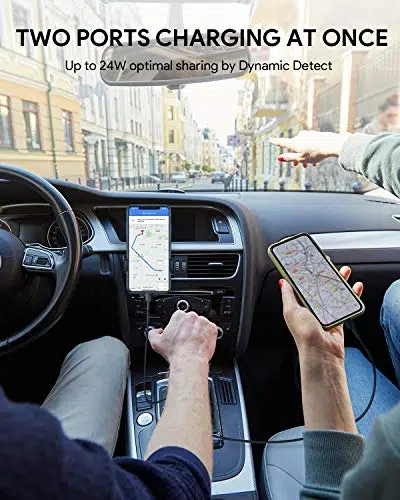 TWO PORTS CHARGING AT ONCE
Up to 24W optimal sharing by Dynamic Detect